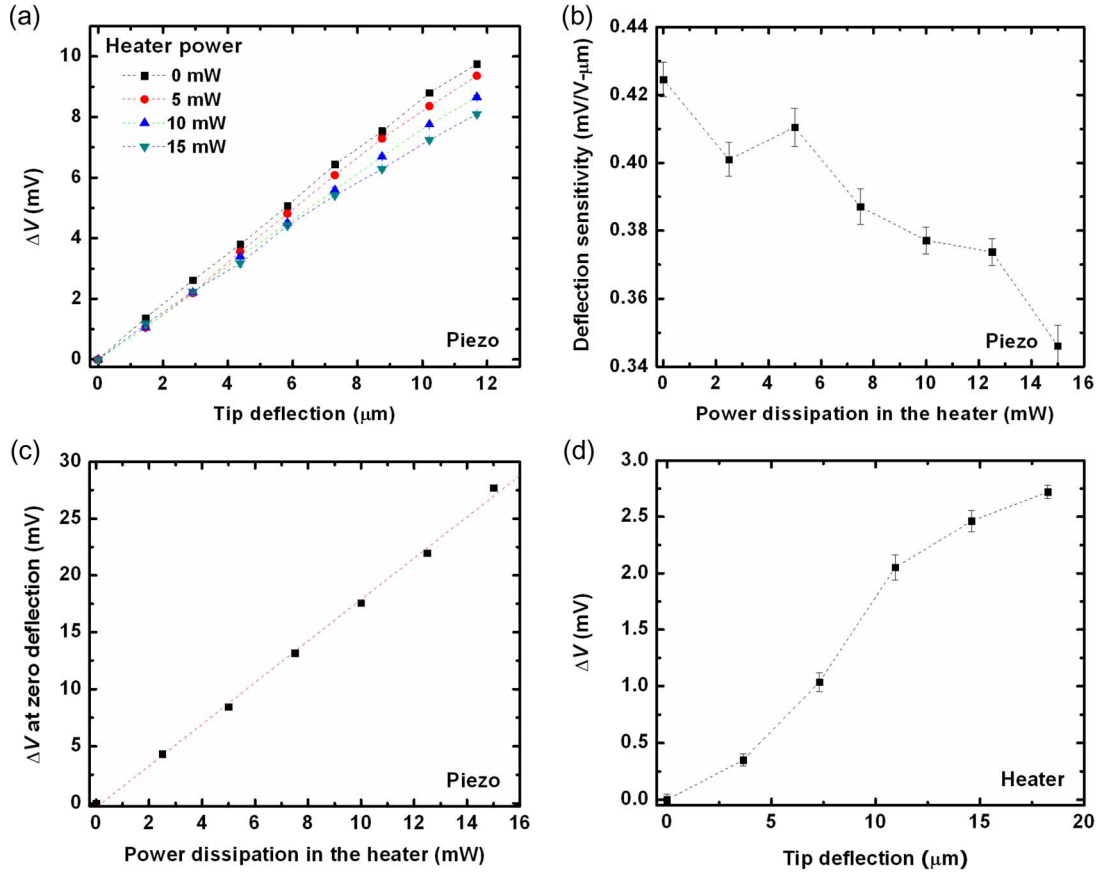 (a)
Heater power
0 mW
5 mW
10 mW
15 mW
10
8
6
4
2
0
ΔV (mV)
0 2 4 6 8 10 12
Tip deflection (μm)
Piezo
(b)
0.44
0.42
0.40
0.38
0.36
0.34
Deflection sensitivity (mV/V-μm)
0 2 4 6 8 10 12 14 16
Power dissipation in the heater (mW)
Piezo
(c)
30
25
20
15
10
5
0
ΔV at zero deflection (mV)
0 2 4 6 8 10 12 14 16
Power dissipation in the heater (mW)
Piezo
(d)
3.0
2.5
2.0
1.5
1.0
0.5
0.0
ΔV (mV)
0 5 10 15 20
Tip deflection (μm)
Heater